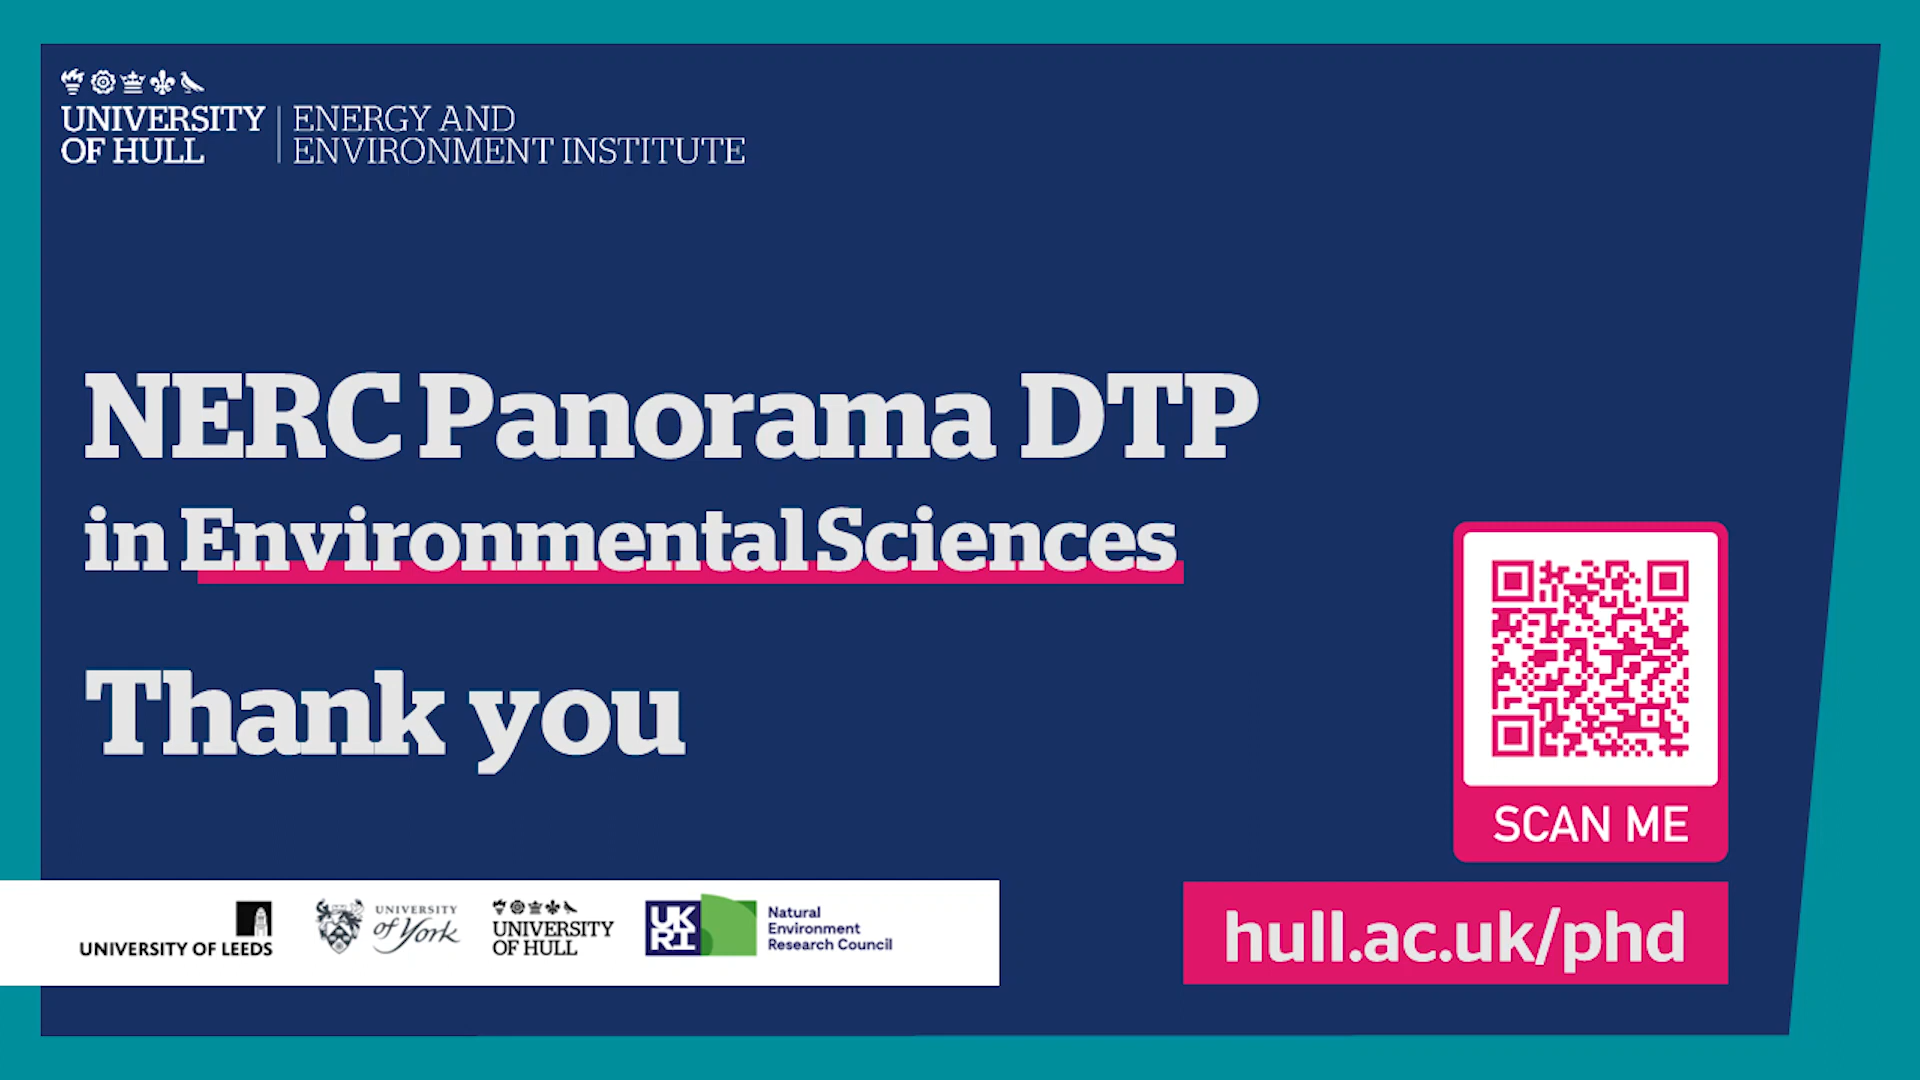 UNIVERSITY
OF HULL
ENERGY AND
ENVIRONMENT INSTITUTE
NERC Panorama DTP
in Environmental Sciences
Thank you
SCAN ME
UNIVERSITY OF LEEDS
UNIVERSITY
of York
UNIVERSITY
OF HULL
UK
RI
Natural
Environment
Research Council
hull.ac.uk/phd